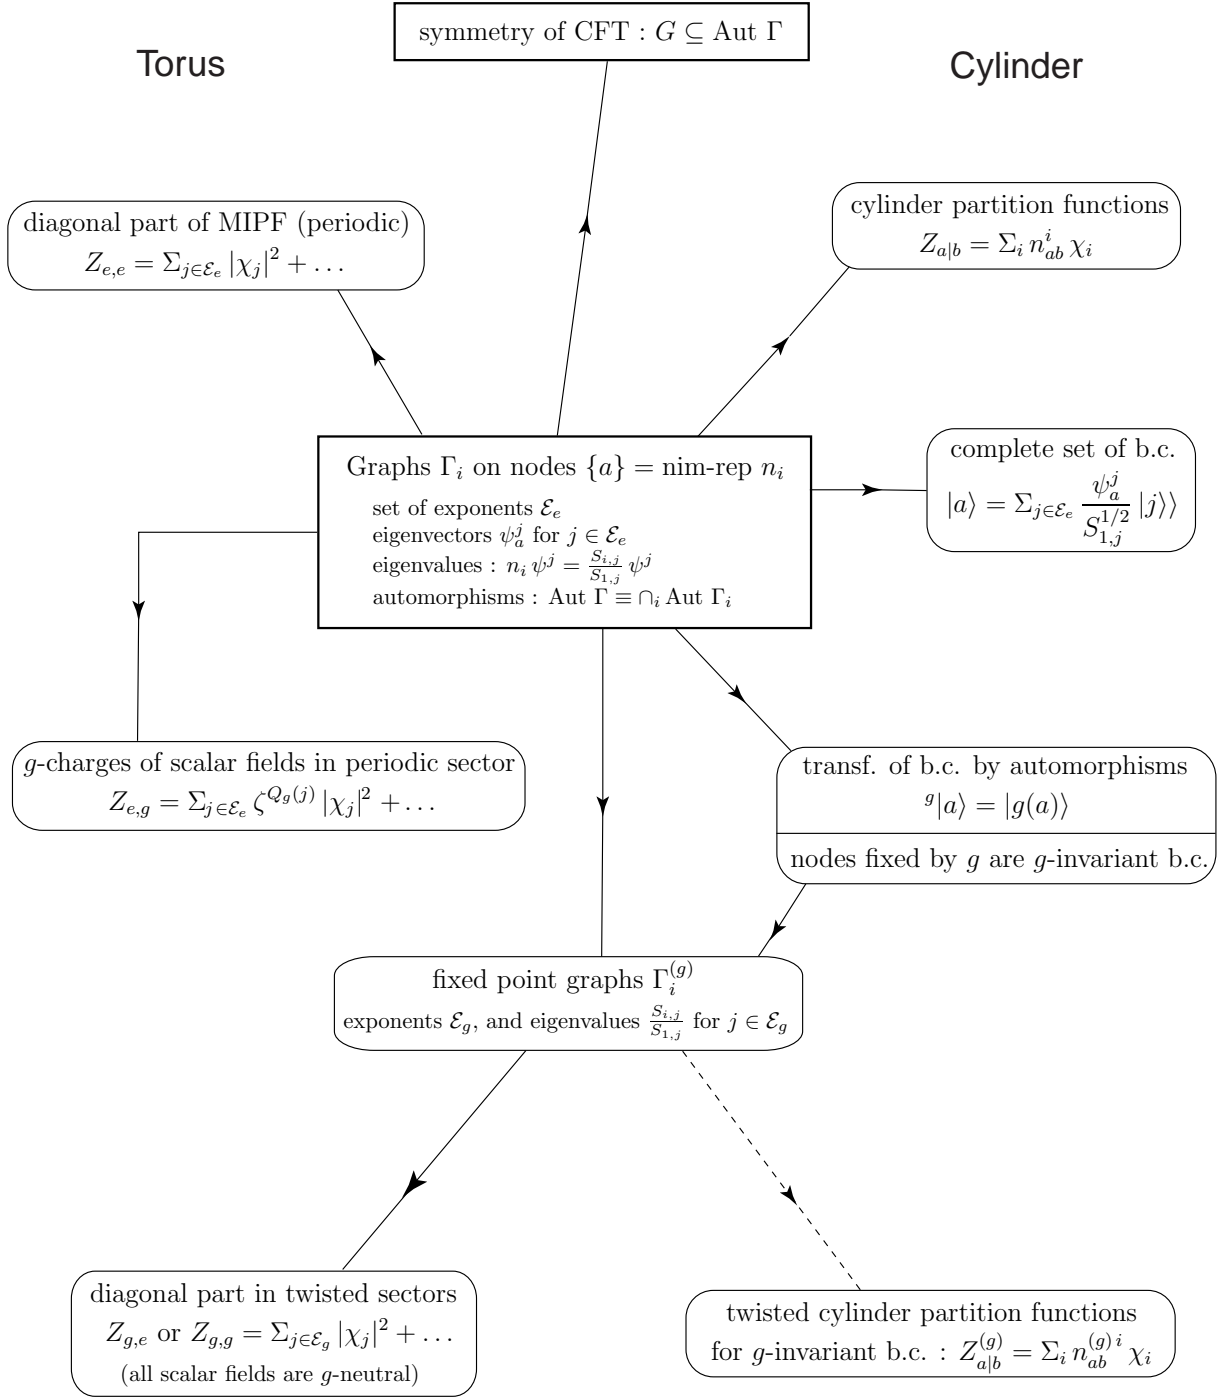 symmetry of CFT : G ⊆ Aut Γ
Torus
Cylinder
diagonal part of MIPF (periodic)
Z_{e,e} = Σ_{j∈ℰ_e} |χ_j|² + …
cylinder partition functions
Z_{a|b} = Σ_i n^i_{ab} χ_i
Graphs Γ_i on nodes {a} = nim-rep n_i
set of exponents ℰ_e
eigenvectors ψ^j_a for j ∈ ℰ_e
eigenvalues : n_i ψ^j = \frac{S_{i,j}}{S_{1,j}} ψ^j
automorphisms : Aut Γ ≡ ∩_i Aut Γ_i
complete set of b.c.
|a⟩ = Σ_{j∈ℰ_e} \frac{ψ^j_a}{S^{1/2}_{1,j}} |j⟩⟩
g-charges of scalar fields in periodic sector
Z_{e,g} = Σ_{j∈ℰ_e} ζ^{Q_g(j)} |χ_j|² + …
transf. of b.c. by automorphisms
^g|a⟩ = |g(a)⟩
nodes fixed by g are g-invariant b.c.
fixed point graphs Γ_i^{(g)}
exponents ℰ_g, and eigenvalues \frac{S_{i,j}}{S_{1,j}} for j ∈ ℰ_g
diagonal part in twisted sectors
Z_{g,e} or Z_{g,g} = Σ_{j∈ℰ_g} |χ_j|² + …
(all scalar fields are g-neutral)
twisted cylinder partition functions
for g-invariant b.c. : Z^{(g)}_{a|b} = Σ_i n^{(g) i}_{ab} χ_i